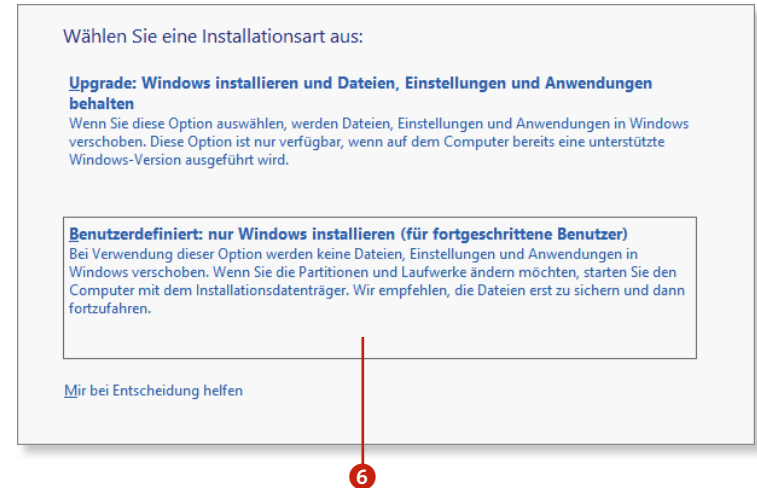 Wählen Sie eine Installationsart aus:
Upgrade: Windows installieren und Dateien, Einstellungen und Anwendungen
behalten
Wenn Sie diese Option auswählen, werden Dateien, Einstellungen und Anwendungen in Windows
verschoben. Diese Option ist nur verfügbar, wenn auf dem Computer bereits eine unterstützte
Windows-Version ausgeführt wird.
Benutzerdefiniert: nur Windows installieren (für fortgeschrittene Benutzer)
Bei Verwendung dieser Option werden keine Dateien, Einstellungen und Anwendungen in
Windows verschoben. Wenn Sie die Partitionen und Laufwerke ändern möchten, starten Sie den
Computer mit dem Installationsdatenträger. Wir empfehlen, die Dateien erst zu sichern und dann
fortzufahren.
Mir bei Entscheidung helfen
6